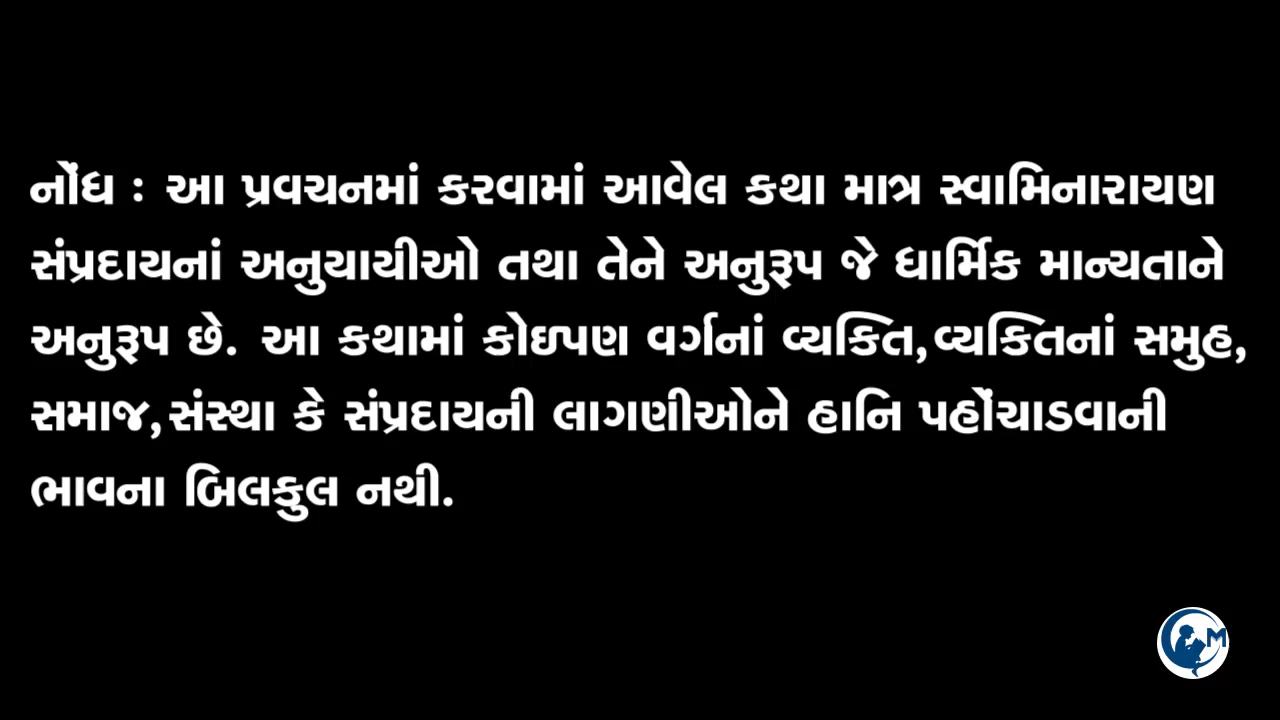 નોંધ : આ પ્રવચનમાં કરવામાં આવેલ કથા માત્ર સ્વામિનારાયણ
સંપ્રદાયનાં અનુયાયીઓ તથા તેને અનુરૂપ જે ધાર્મિક માન્યતાને
અનુરૂપ છે. આ કથામાં કોઇપણ વર્ગનાં વ્યકિત,વ્યકિતનાં સમુહ,
સમાજ,સંસ્થા કે સંપ્રદાયની લાગણીઓને હાનિ પહોંચાડવાની
ભાવના બિલકુલ નથી.
M